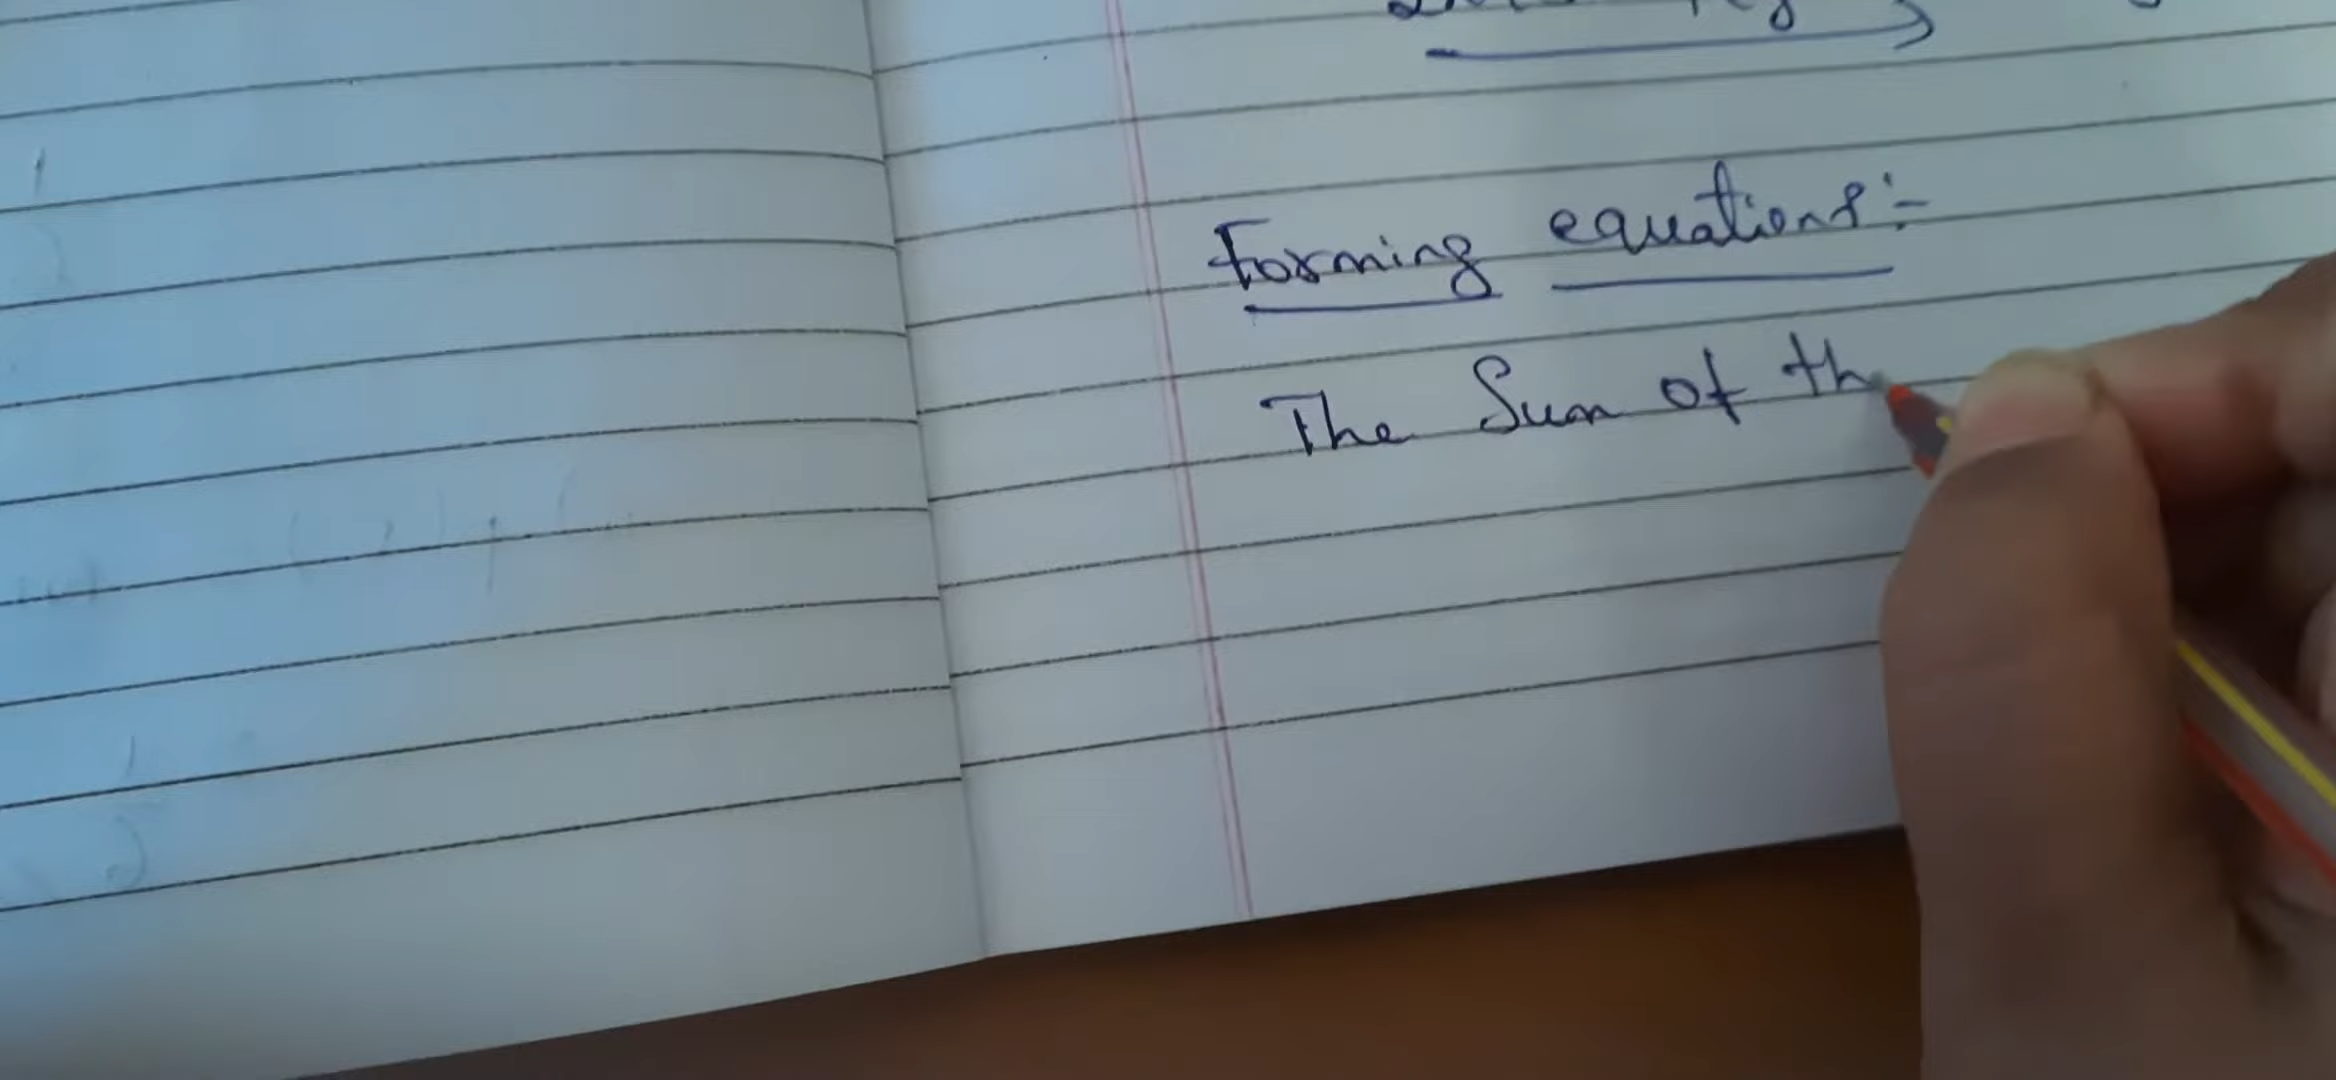 Forming equations:-
The Sum of th